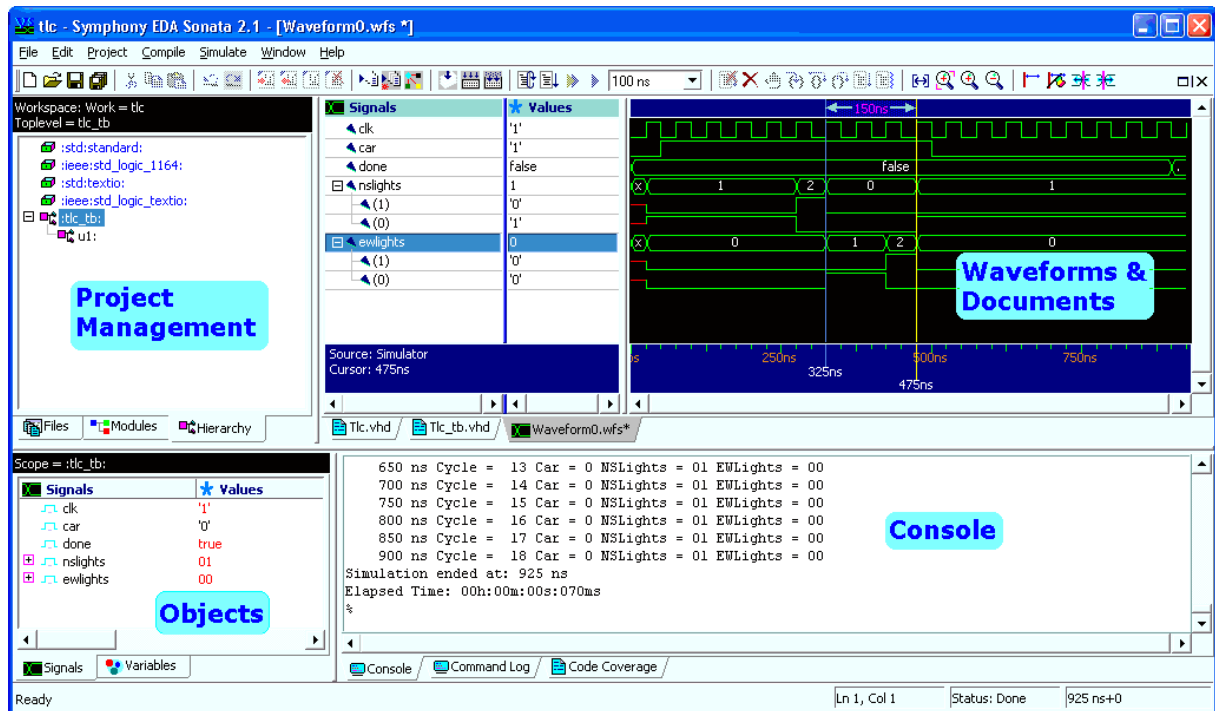 tlc - Symphony EDA Sonata 2.1 - [Waveform0.wfs *]
File Edit Project Compile Simulate Window Help
100 ns
Workspace: Work = tlc
Toplevel = tlc_tb
:std:standard:
:ieee:std_logic_1164:
:std:textio:
:ieee:std_logic_textio:
:tlc_tb:
u1:
Project
Management
Files Modules Hierarchy
Signals Values
clk '1'
car '1'
done false
nslights 1
(1) '0'
(0) '1'
ewlights 0
(1) '0'
(0) '0'
Source: Simulator
Cursor: 475ns
150ns
false
x 1 2 0 1
x 0 1 2 0
Waveforms &
Documents
250ns 500ns 750ns
325ns
475ns
Tlc.vhd Tlc_tb.vhd Waveform0.wfs*
Scope = :tlc_tb:
Signals Values
clk '1'
car '0'
done true
nslights 01
ewlights 00
Objects
Signals Variables
650 ns Cycle = 13 Car = 0 NSLights = 01 EWLights = 00
700 ns Cycle = 14 Car = 0 NSLights = 01 EWLights = 00
750 ns Cycle = 15 Car = 0 NSLights = 01 EWLights = 00
800 ns Cycle = 16 Car = 0 NSLights = 01 EWLights = 00
850 ns Cycle = 17 Car = 0 NSLights = 01 EWLights = 00
900 ns Cycle = 18 Car = 0 NSLights = 01 EWLights = 00
Simulation ended at: 925 ns
Elapsed Time: 00h:00m:00s:070ms
%
Console
Console Command Log Code Coverage
Ready Ln 1, Col 1 Status: Done 925 ns+0